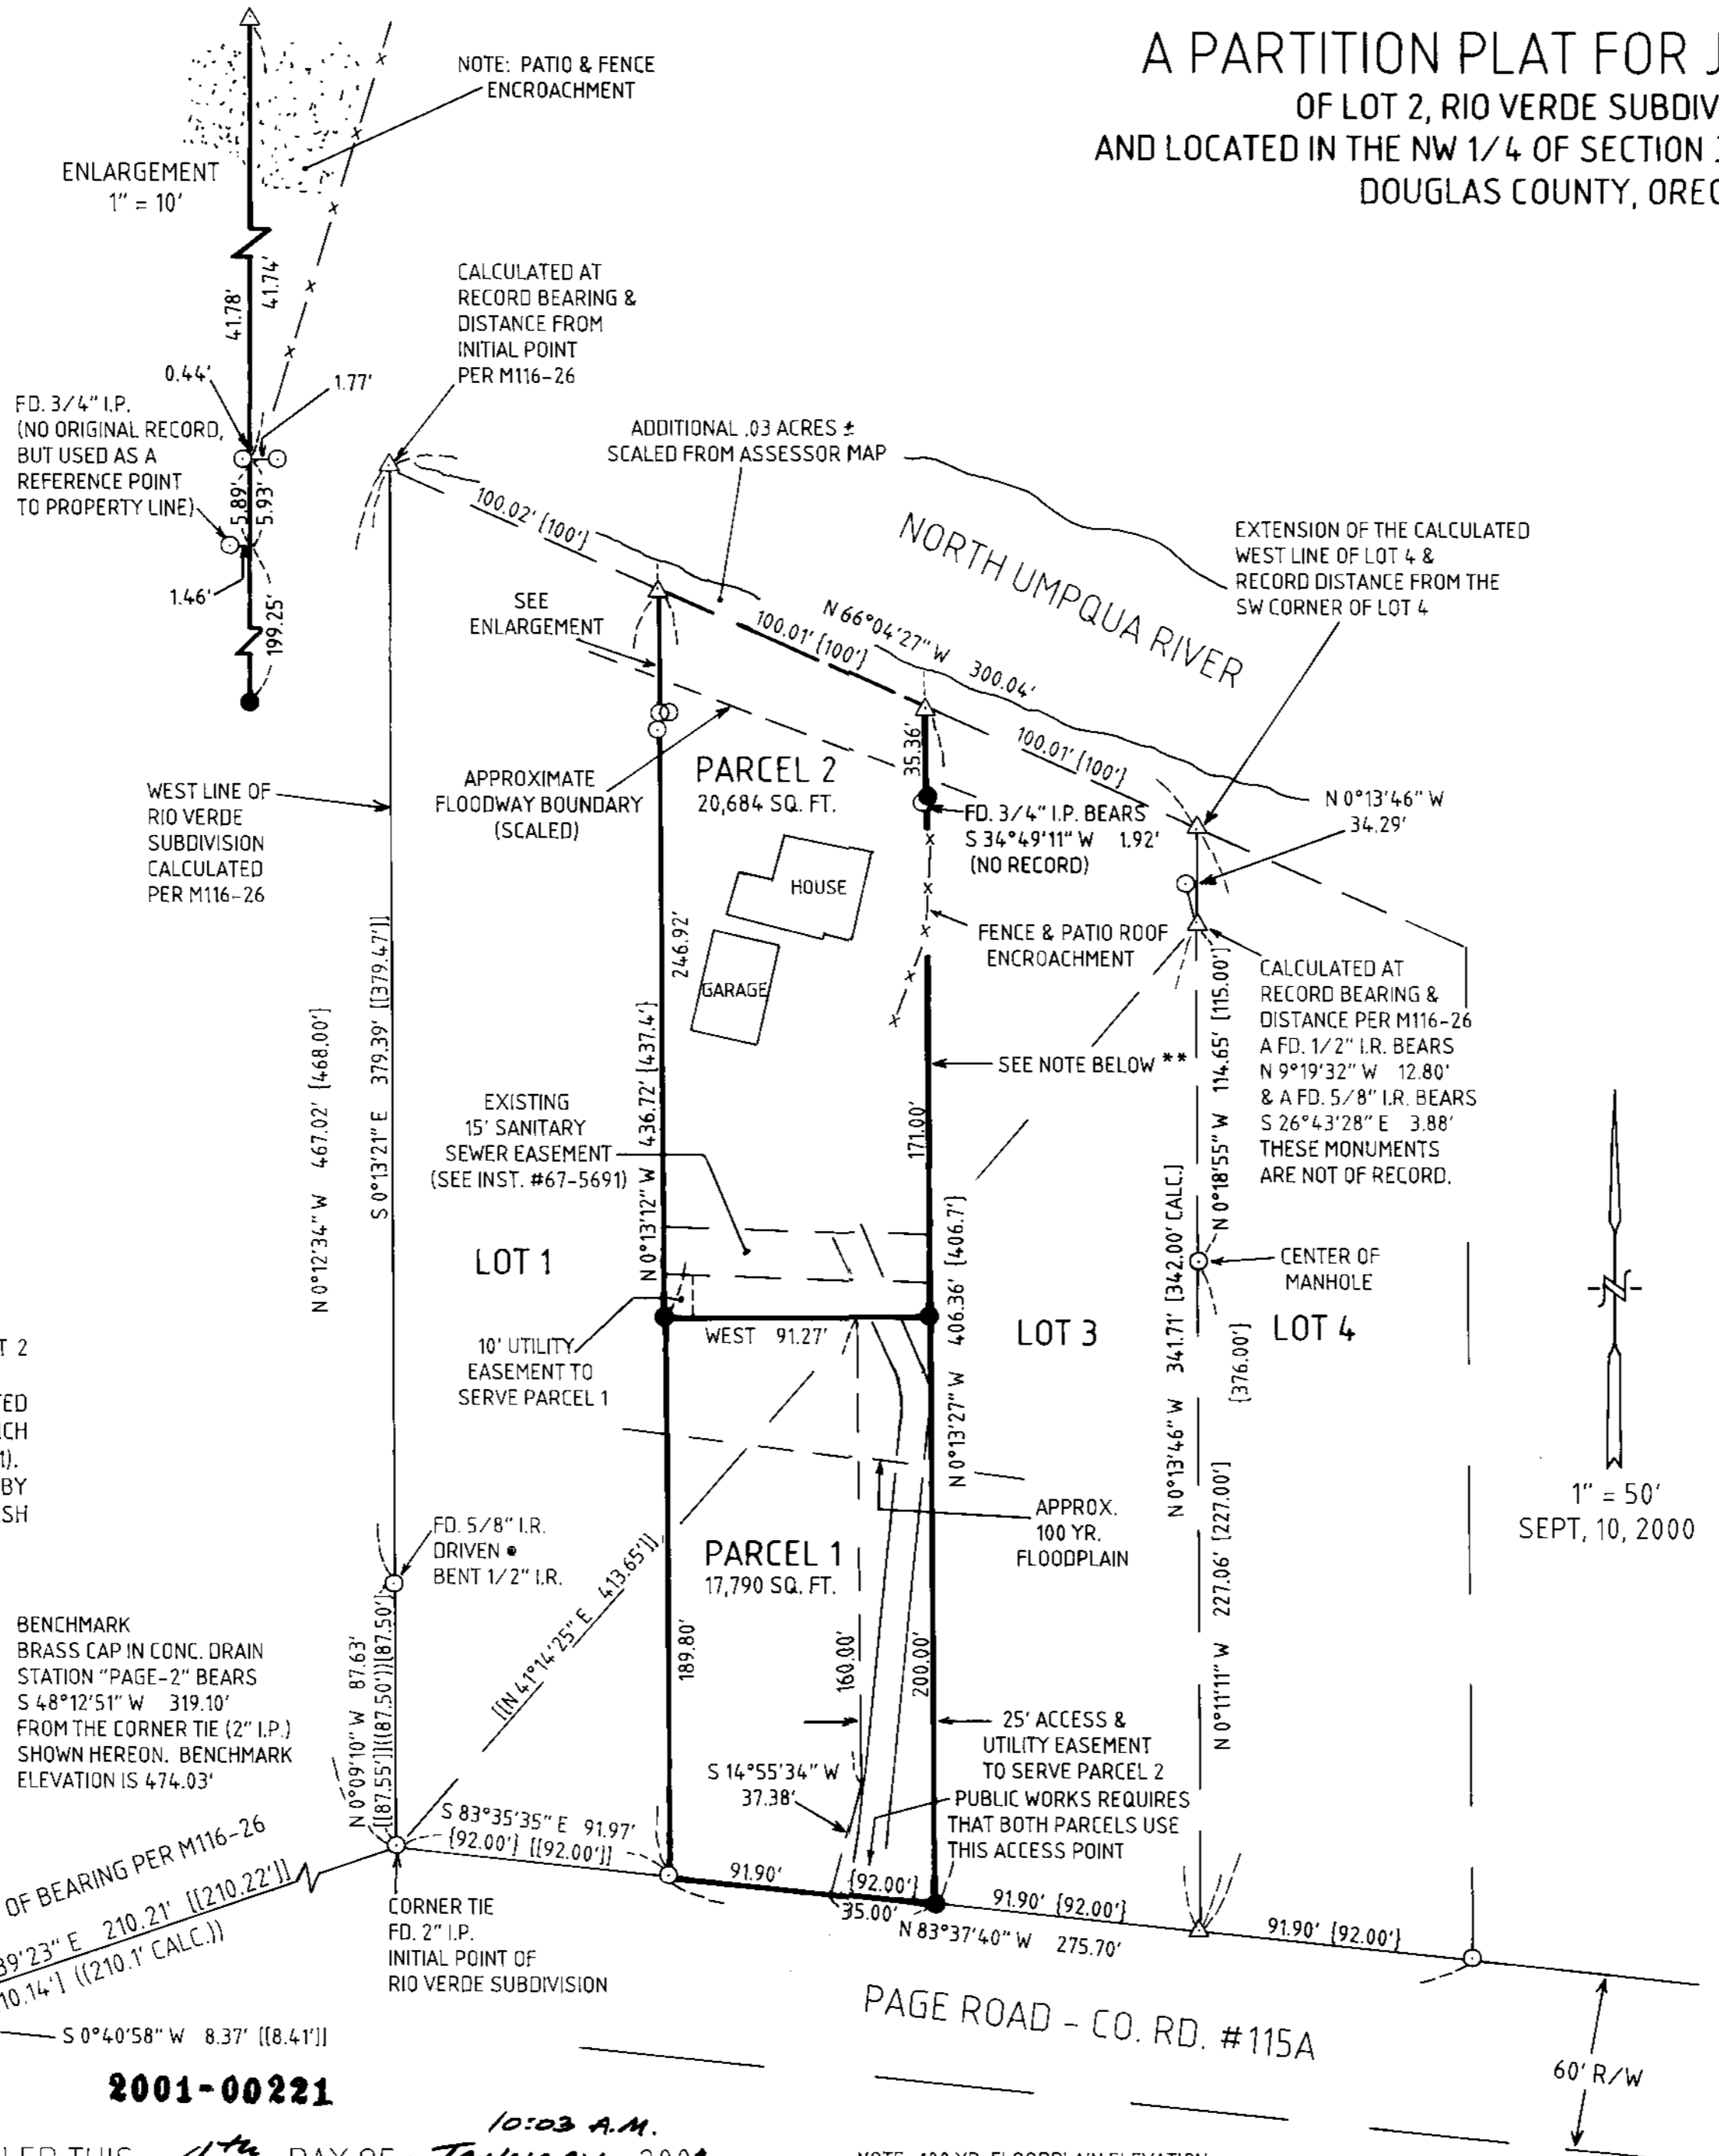 A PARTITION PLAT FOR
OF LOT 2, RIO VERDE SUBDIV
AND LOCATED IN THE NW 1/4 OF SECTION
DOUGLAS COUNTY, OREG
NOTE: PATIO & FENCE
ENCROACHMENT
ENLARGEMENT
1" = 10'
41.78'
41.74'
0.44'
1.77'
FD. 3/4" I.P.
(NO ORIGINAL RECORD,
BUT USED AS A
REFERENCE POINT
TO PROPERTY LINE)
5.89'
5.93'
1.46'
199.25'
CALCULATED AT
RECORD BEARING &
DISTANCE FROM
INITIAL POINT
PER M116-26
ADDITIONAL .03 ACRES ±
SCALED FROM ASSESSOR MAP
100.02' {100'}
NORTH UMPQUA RIVER
EXTENSION OF THE CALCULATED
WEST LINE OF LOT 4 &
RECORD DISTANCE FROM THE
SW CORNER OF LOT 4
SEE
ENLARGEMENT
N 66°04'27" W 300.04'
100.01' {100'}
100.01' {100'}
35.36'
WEST LINE OF
RIO VERDE
SUBDIVISION
CALCULATED
PER M116-26
APPROXIMATE
FLOODWAY BOUNDARY
(SCALED)
PARCEL 2
20,684 SQ. FT.
FD. 3/4" I.P. BEARS
S 34°49'11" W 1.92'
(NO RECORD)
N 0°13'46" W
34.29'
HOUSE
GARAGE
FENCE & PATIO ROOF
ENCROACHMENT
246.92'
CALCULATED AT
RECORD BEARING &
DISTANCE PER M116-26
A FD. 1/2" I.R. BEARS
N 9°19'32" W 12.80'
& A FD. 5/8" I.R. BEARS
S 26°43'28" E 3.88'
THESE MONUMENTS
ARE NOT OF RECORD.
SEE NOTE BELOW **
N 0°12'34" W 467.02' {468.00'}
S 0°13'21" E 379.39' [[379.47']]
N 0°13'12" W 436.72' {437.4'}
EXISTING
15' SANITARY
SEWER EASEMENT
(SEE INST. #67-5691)
171.00'
N 0°18'55" W 114.65' {115.00'}
LOT 1
CENTER OF
MANHOLE
10' UTILITY
EASEMENT TO
SERVE PARCEL 1
WEST 91.27'
N 0°13'27" W 406.36' {406.7'}
LOT 3
N 0°13'46" W 341.71' [342.00' CALC.]
{376.00'}
LOT 4
T 2
TED
ICH
1).
BY
SH
1" = 50'
SEPT, 10, 2000
APPROX.
100 YR.
FLOODPLAIN
FD. 5/8" I.R.
DRIVEN @
BENT 1/2" I.R.
PARCEL 1
17,790 SQ. FT.
[[N 41°14'25" E 413.65']]
189.80'
160.00'
200.00'
N 0°11'11" W 227.06' {227.00'}
BENCHMARK
BRASS CAP IN CONC. DRAIN
STATION "PAGE-2" BEARS
S 48°12'51" W 319.10'
FROM THE CORNER TIE (2" I.P.)
SHOWN HEREON. BENCHMARK
ELEVATION IS 474.03'
N 0°09'10" W 87.63'
[[87.55']]((87.50'))(87.50')
25' ACCESS &
UTILITY EASEMENT
TO SERVE PARCEL 2
S 14°55'34" W
37.38'
PUBLIC WORKS REQUIRES
THAT BOTH PARCELS USE
THIS ACCESS POINT
S 83°35'35" E 91.97'
{92.00'} [[92.00']]
91.90'
{92.00'}
35.00'
91.90' {92.00'}
91.90' {92.00'}
N 83°37'40" W 275.70'
OF BEARING PER M116-26
39'23" E 210.21' [[210.22']]
10.14'] ((210.1' CALC.))
CORNER TIE
FD. 2" I.P.
INITIAL POINT OF
RIO VERDE SUBDIVISION
S 0°40'58" W 8.37' [[8.41']]
PAGE ROAD - CO. RD. #115A
60' R/W
2001-00221
10:03 A.M.